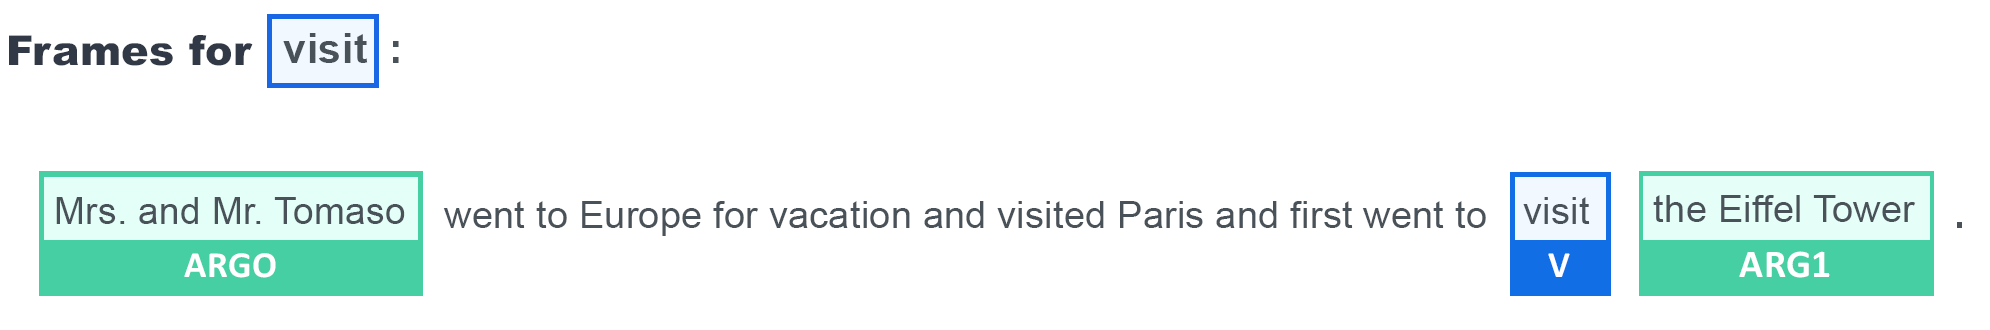 Frames for visit :
Mrs. and Mr. Tomaso went to Europe for vacation and visited Paris and first went to visit the Eiffel Tower .
ARGO V ARG1